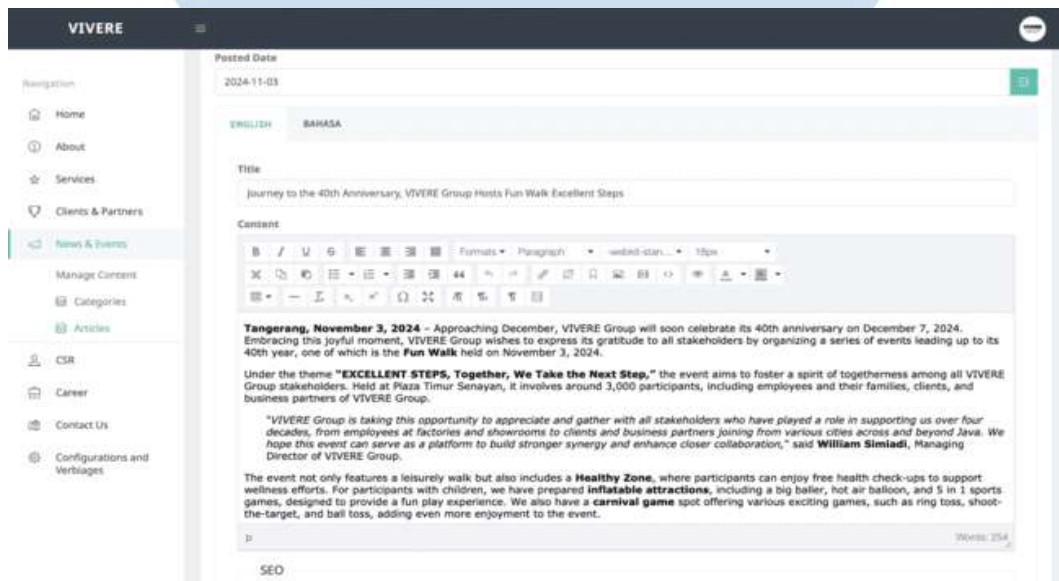 VIVERE
Posted Date
2024-11-03
Navigation
Home
About
Services
Clients & Partners
News & Events
Manage Content
Categories
Articles
CSR
Career
Contact Us
Configurations and
Verbiages
ENGLISH BAHASA
Title
Journey to the 40th Anniversary, VIVERE Group Hosts Fun Walk Excellent Steps
Content
Formats Paragraph webkit-stan... 16px
Tangerang, November 3, 2024 – Approaching December, VIVERE Group will soon celebrate its 40th anniversary on December 7, 2024.
Embracing this joyful moment, VIVERE Group wishes to express its gratitude to all stakeholders by organizing a series of events leading up to its
40th year, one of which is the Fun Walk held on November 3, 2024.
Under the theme "EXCELLENT STEPS, Together, We Take the Next Step," the event aims to foster a spirit of togetherness among all VIVERE
Group stakeholders. Held at Plaza Timur Senayan, it involves around 3,000 participants, including employees and their families, clients, and
business partners of VIVERE Group.
"VIVERE Group is taking this opportunity to appreciate and gather with all stakeholders who have played a role in supporting us over four
decades, from employees at factories and showrooms to clients and business partners joining from various cities across and beyond Java. We
hope this event can serve as a platform to build stronger synergy and enhance closer collaboration," said William Simiadi, Managing
Director of VIVERE Group.
The event not only features a leisurely walk but also includes a Healthy Zone, where participants can enjoy free health check-ups to support
wellness efforts. For participants with children, we have prepared inflatable attractions, including a big baller, hot air balloon, and 5 in 1 sports
games, designed to provide a fun play experience. We also have a carnival game spot offering various exciting games, such as ring toss, shoot-
the-target, and ball toss, adding even more enjoyment to the event.
p Words: 254
SEO